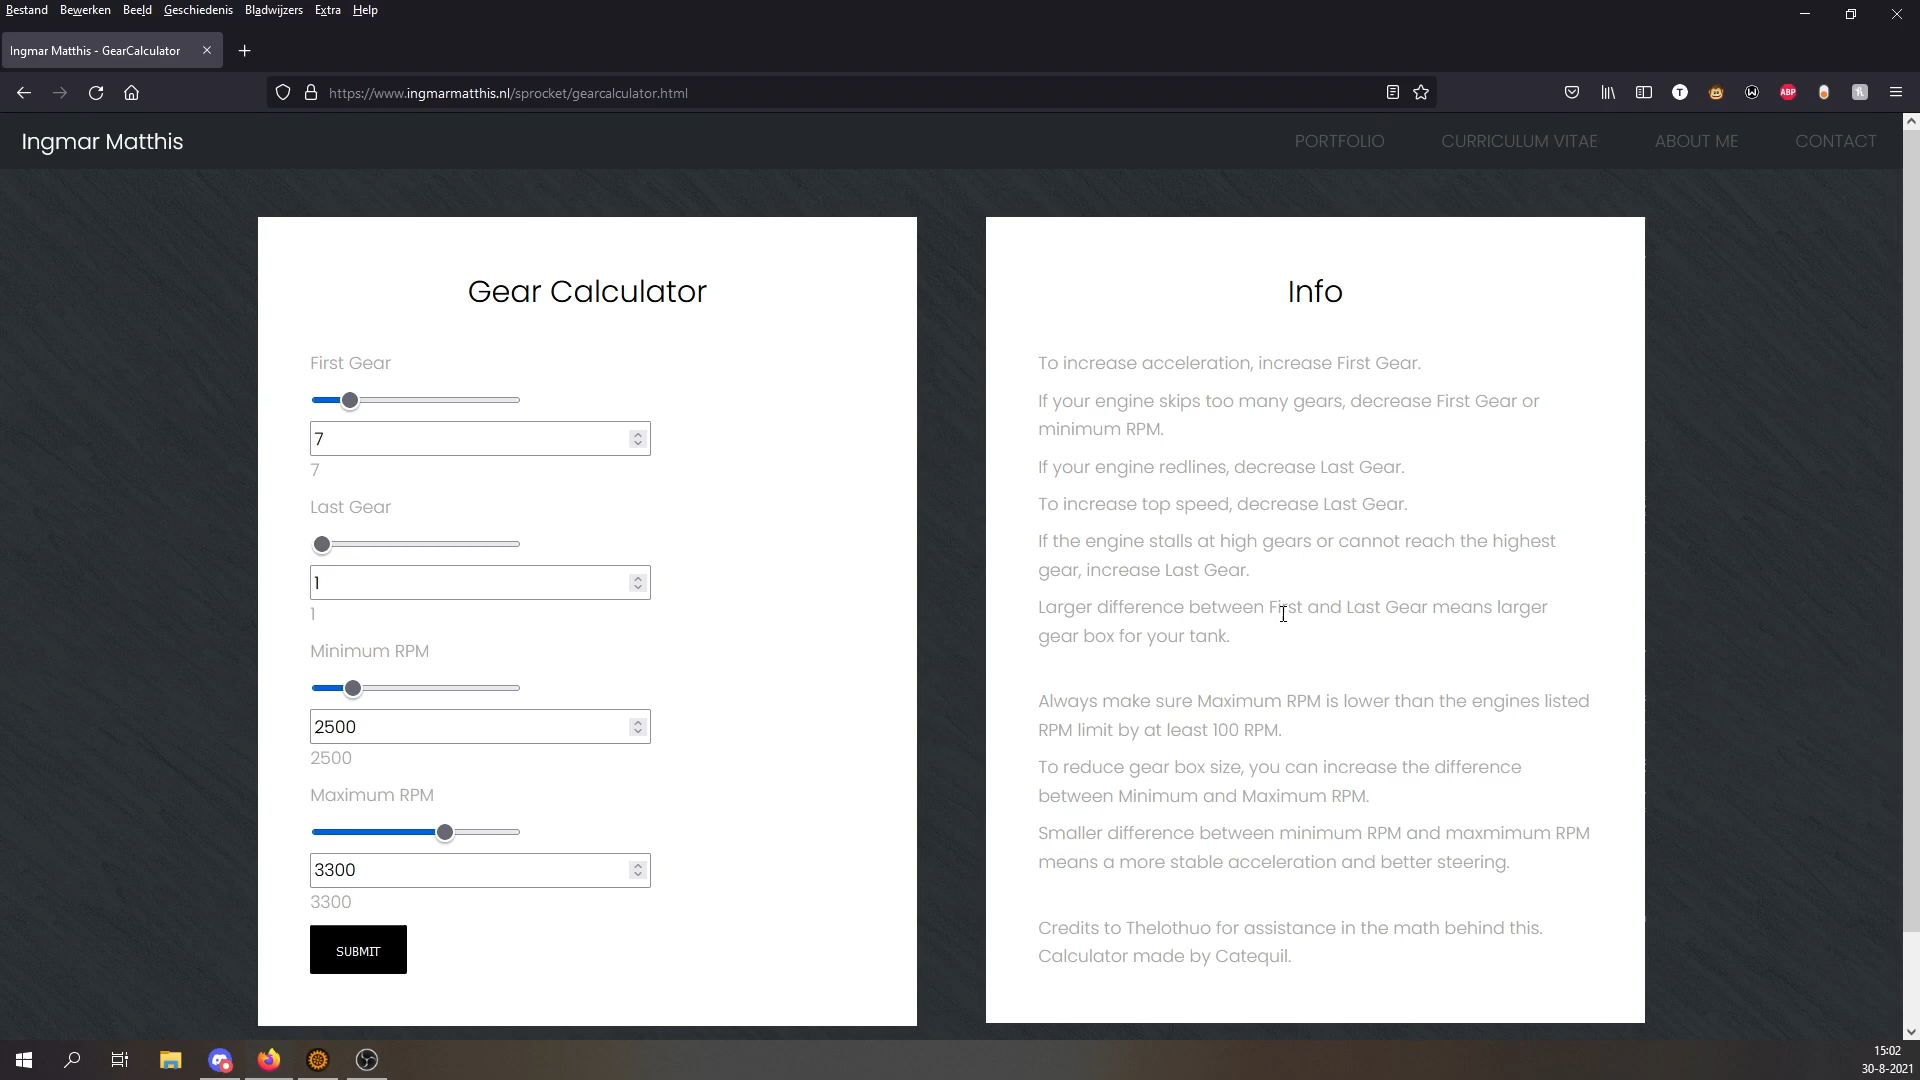 Bestand Bewerken Beeld Geschiedenis Bladwijzers Extra Help
Ingmar Matthis - GearCalculator
https://www.ingmarmatthis.nl/sprocket/gearcalculator.html
ABP
Ingmar Matthis
PORTFOLIO CURRICULUM VITAE ABOUT ME CONTACT
Gear Calculator
First Gear
7
7
Last Gear
1
1
Minimum RPM
2500
2500
Maximum RPM
3300
3300
SUBMIT
Info
To increase acceleration, increase First Gear.
If your engine skips too many gears, decrease First Gear or
minimum RPM.
If your engine redlines, decrease Last Gear.
To increase top speed, decrease Last Gear.
If the engine stalls at high gears or cannot reach the highest
gear, increase Last Gear.
Larger difference between First and Last Gear means larger
gear box for your tank.
Always make sure Maximum RPM is lower than the engines listed
RPM limit by at least 100 RPM.
To reduce gear box size, you can increase the difference
between Minimum and Maximum RPM.
Smaller difference between minimum RPM and maxmimum RPM
means a more stable acceleration and better steering.
Credits to Thelothuo for assistance in the math behind this.
Calculator made by Catequil.
15:02
30-8-2021